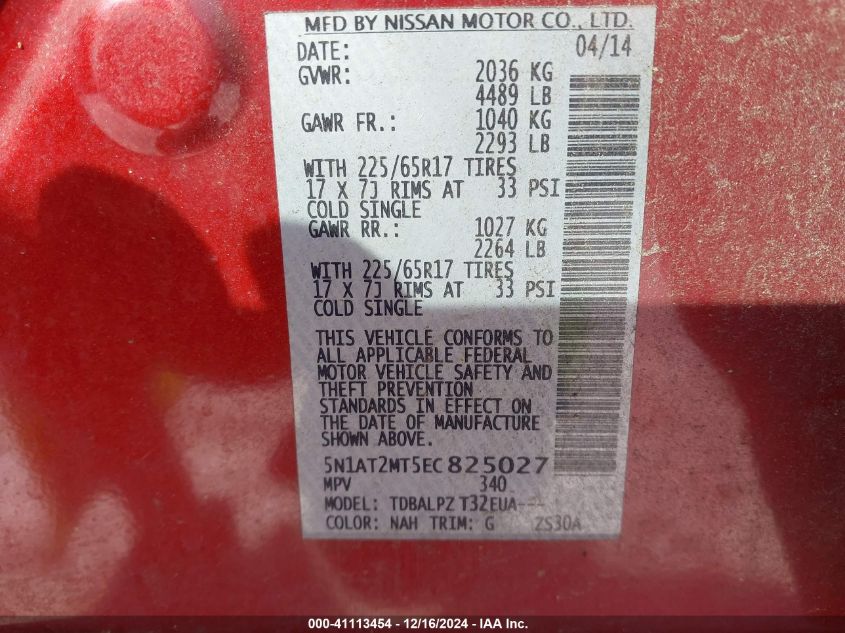 MFD BY NISSAN MOTOR CO., LTD.
DATE: 04/14
GVWR: 2036 KG
4489 LB
GAWR FR.: 1040 KG
2293 LB
WITH 225/65R17 TIRES
17 X 7J RIMS AT 33 PSI
COLD SINGLE
GAWR RR.: 1027 KG
2264 LB
WITH 225/65R17 TIRES
17 X 7J RIMS AT 33 PSI
COLD SINGLE
THIS VEHICLE CONFORMS TO
ALL APPLICABLE FEDERAL
MOTOR VEHICLE SAFETY AND
THEFT PREVENTION
STANDARDS IN EFFECT ON
THE DATE OF MANUFACTURE
SHOWN ABOVE.
5N1AT2MT5EC825027
MPV 340
MODEL: TDBALPZ T32EUA---
COLOR: NAH TRIM: G ZS30A
000-41113454 - 12/16/2024 - IAA Inc.